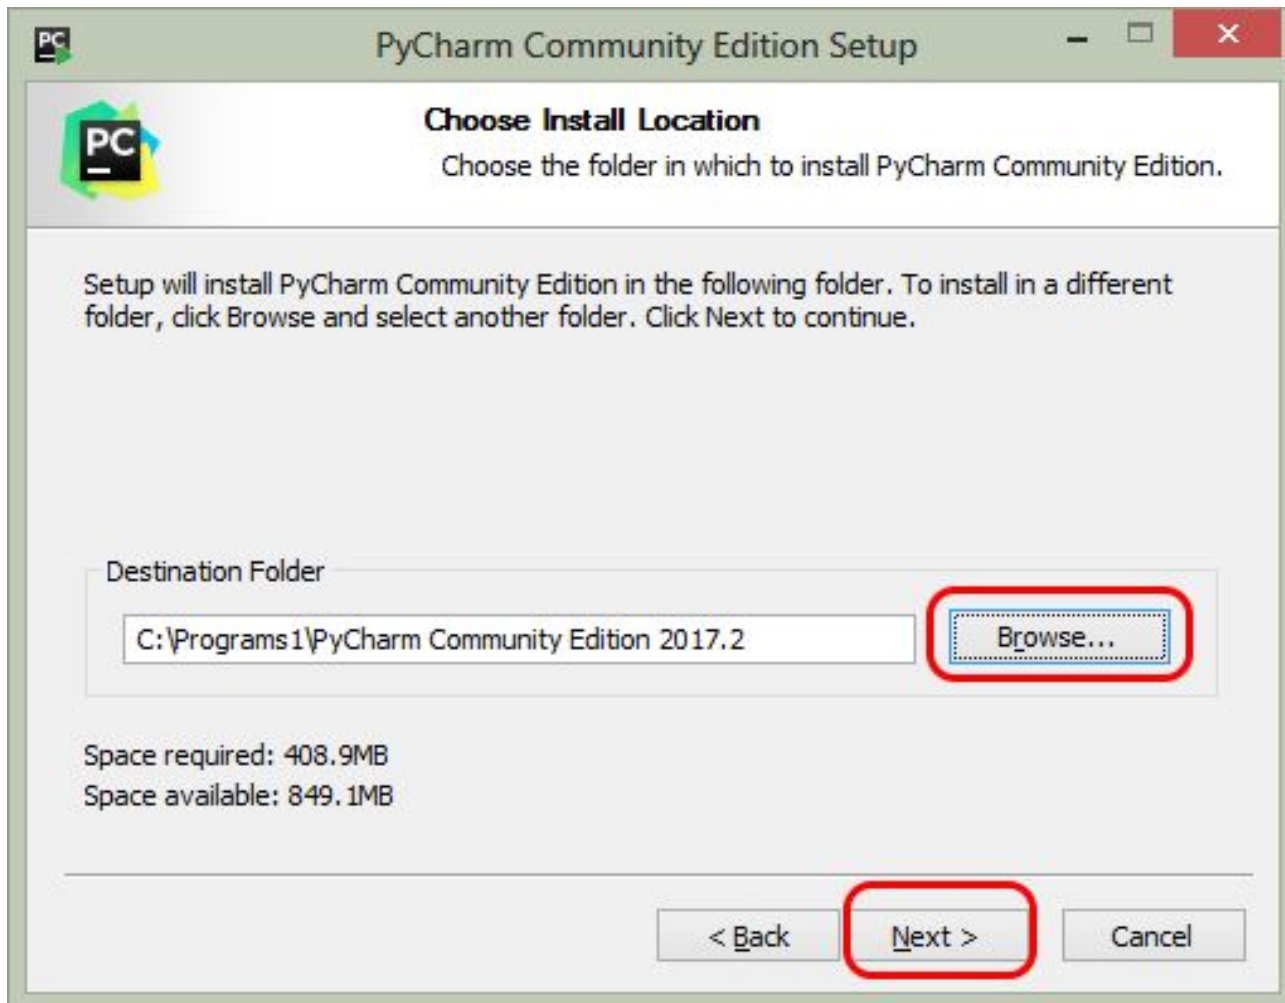 PC
PyCharm Community Edition Setup
PC
Choose Install Location
Choose the folder in which to install PyCharm Community Edition.
Setup will install PyCharm Community Edition in the following folder. To install in a different
folder, click Browse and select another folder. Click Next to continue.
Destination Folder
C:\Programs1\PyCharm Community Edition 2017.2
Browse...
Space required: 408.9MB
Space available: 849.1MB
< Back
Next >
Cancel